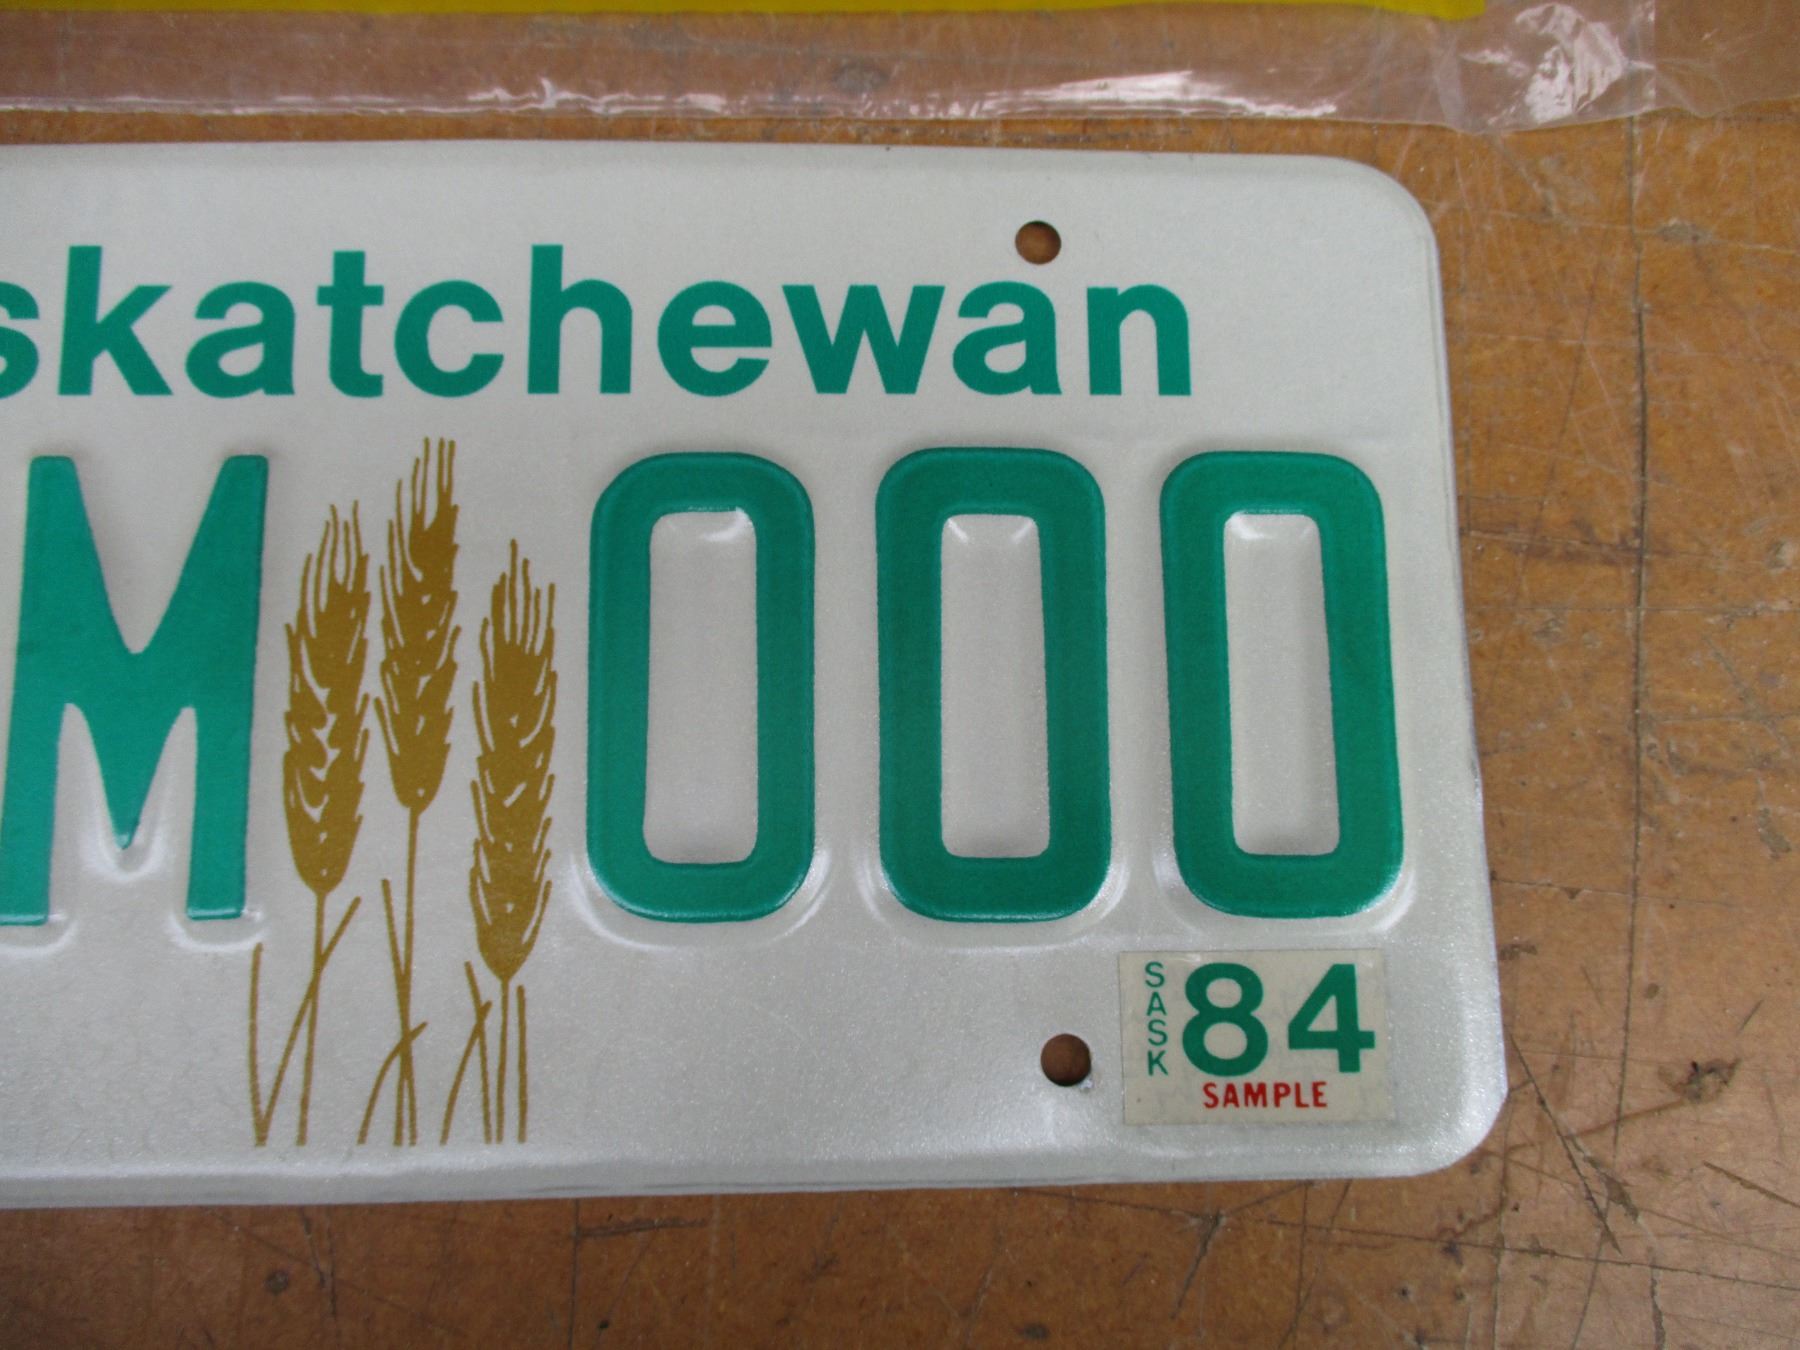 skatchewan
M 000
SASK 84
SAMPLE